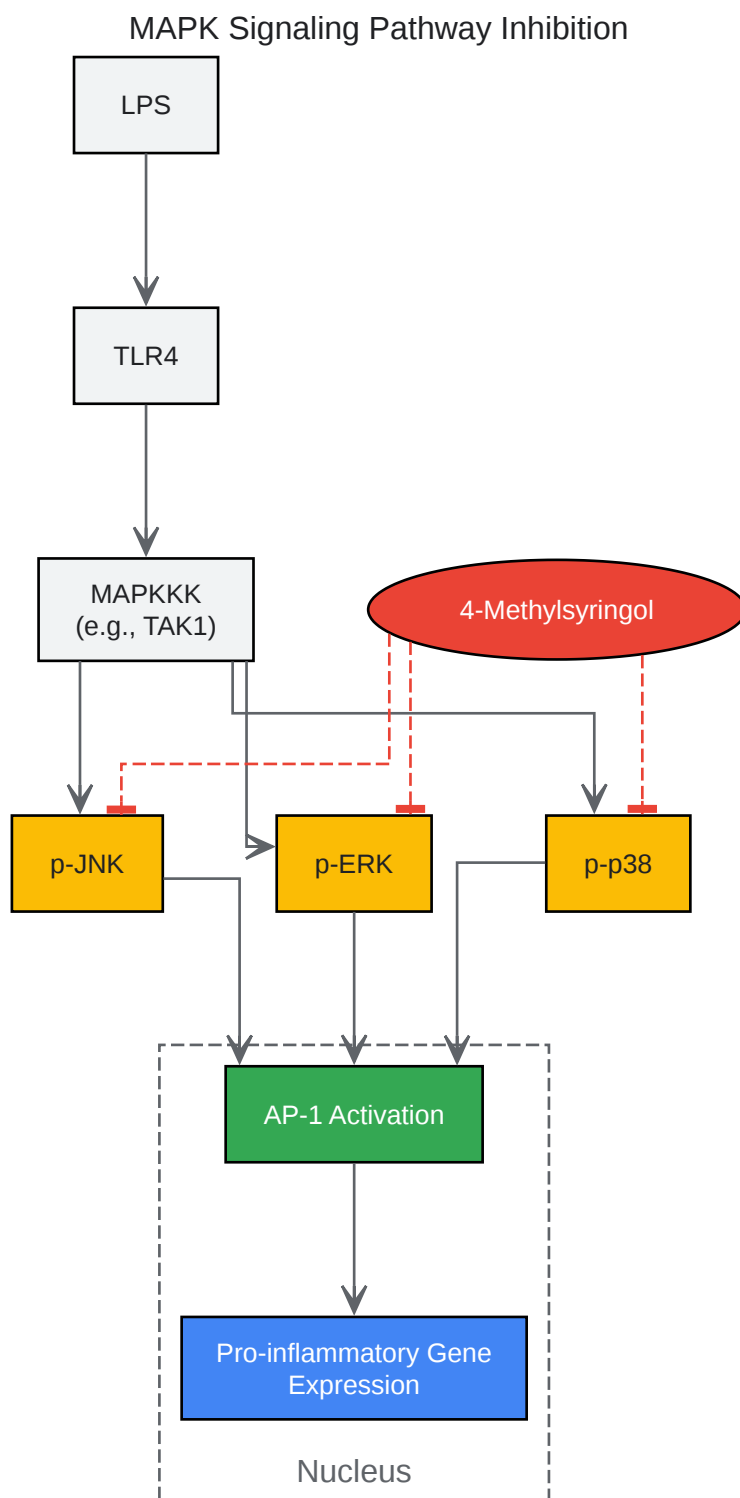 MAPK Signaling Pathway Inhibition
LPS
TLR4
MAPKKK
(e.g., TAK1)
4-Methylsyringol
p-JNK
p-ERK
p-p38
AP-1 Activation
Pro-inflammatory Gene
Expression
Nucleus